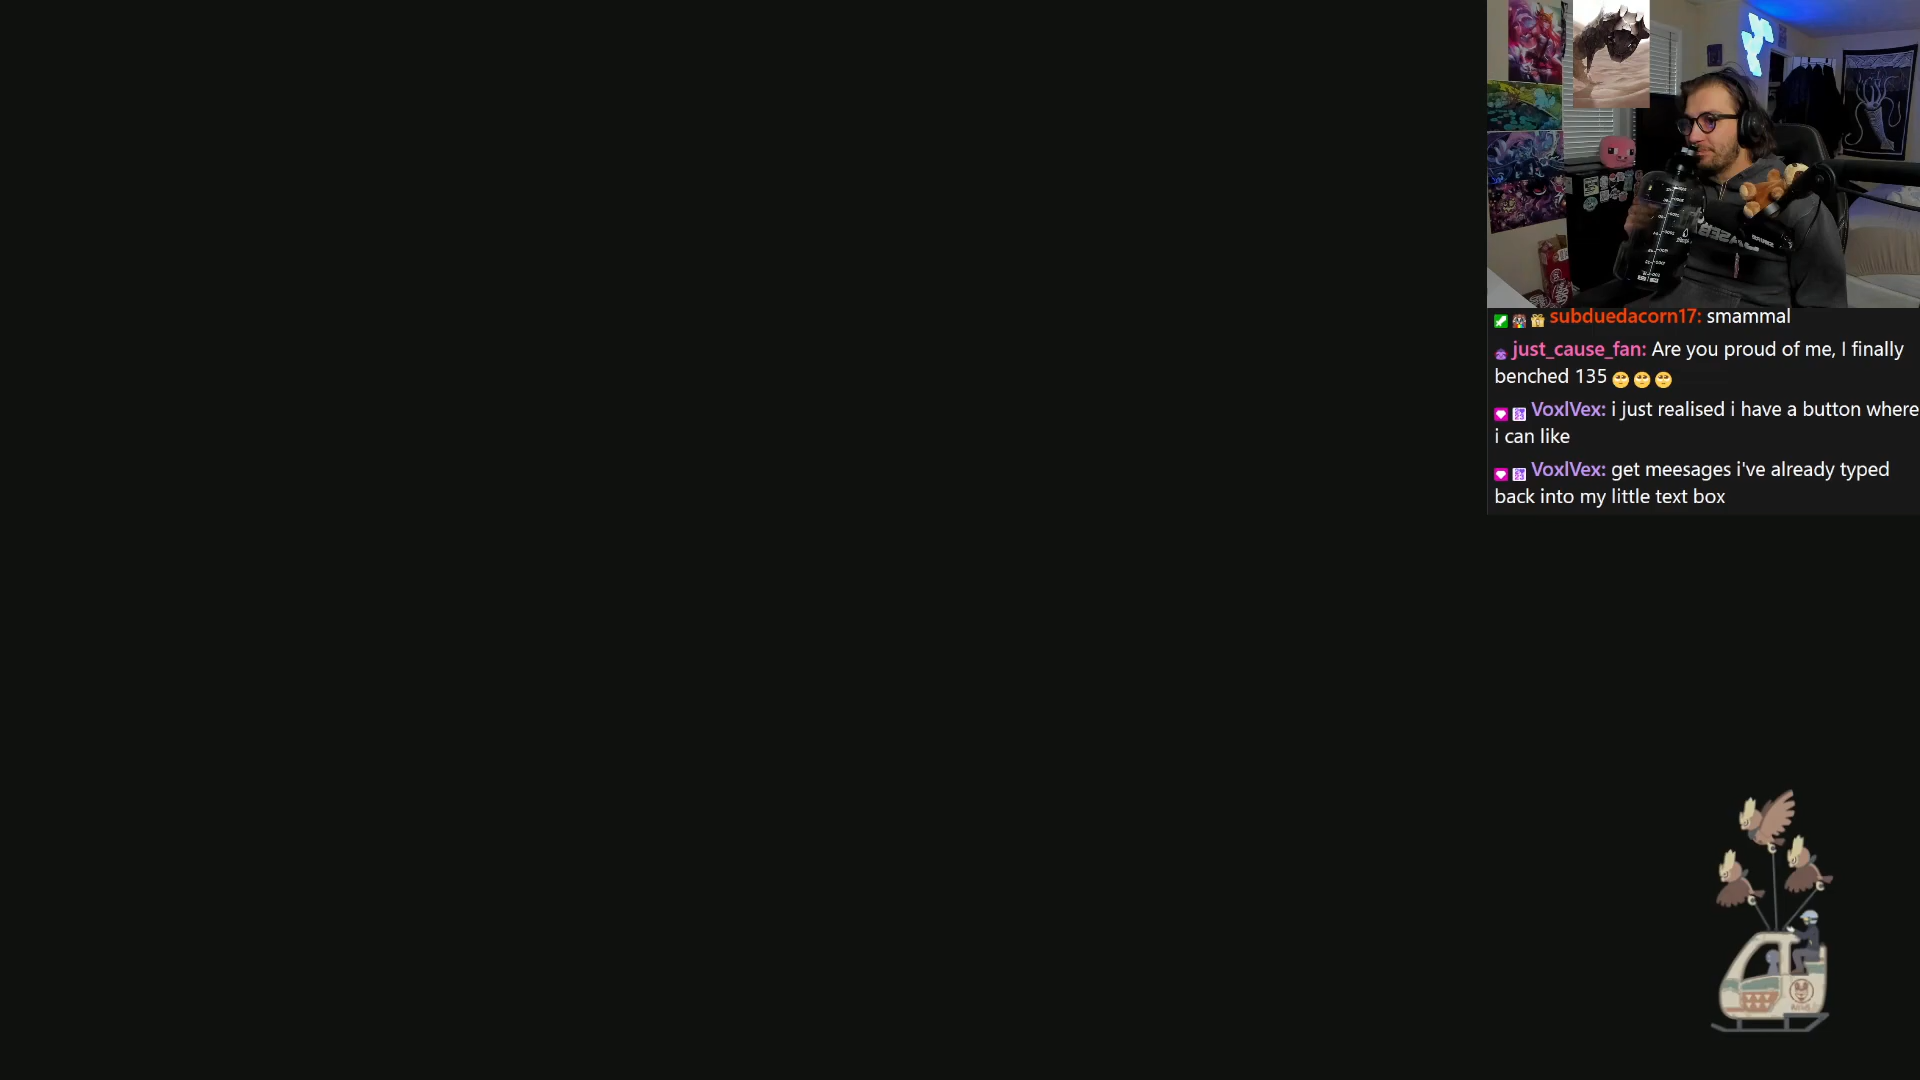 subduedacorn17: smammal
just_cause_fan: Are you proud of me, I finally
benched 135
VoxlVex: i just realised i have a button where
i can like
VoxlVex: get meesages i've already typed
back into my little text box